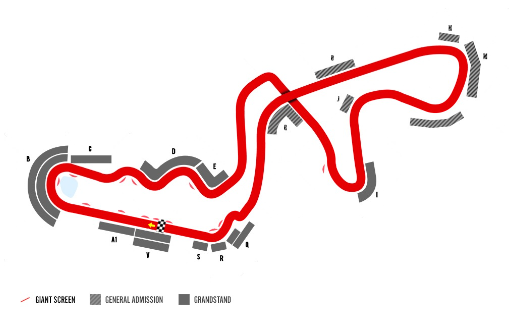 N
M
O
J
B
C
D
E
I
A1
V
S
R
Q
GIANT SCREEN
GENERAL ADMISSION
GRANDSTAND